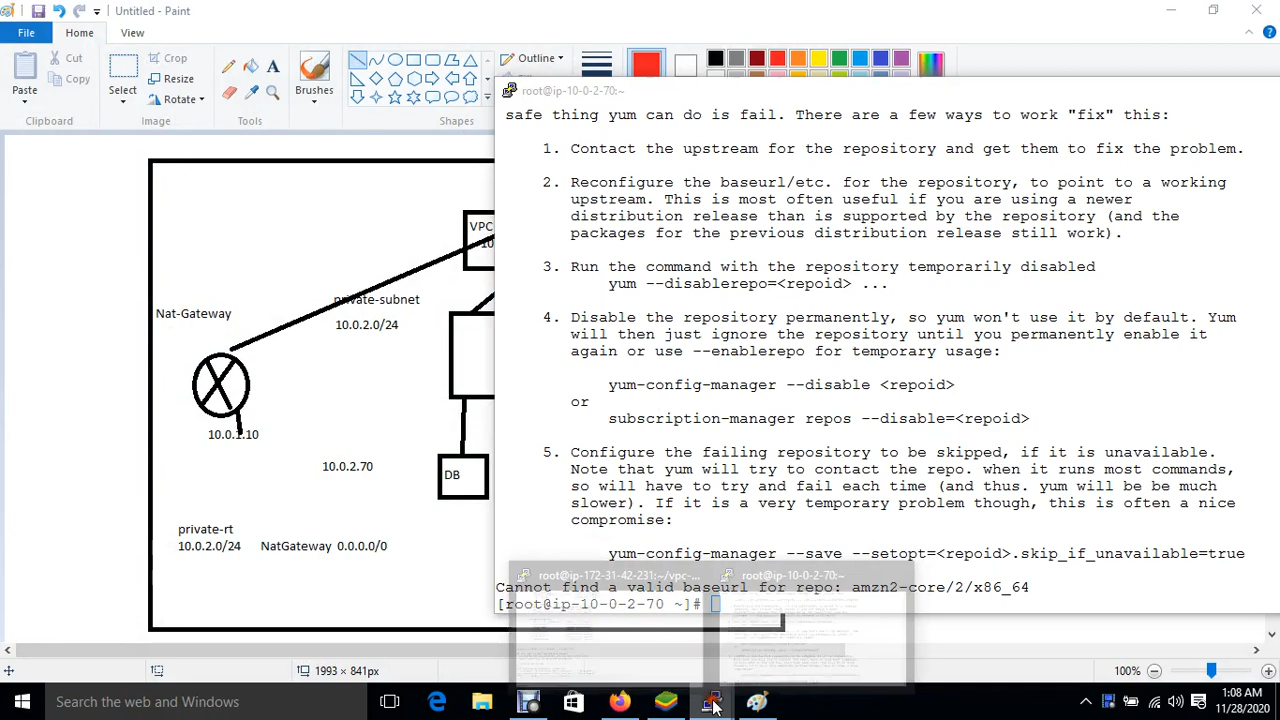 Untitled - Paint
File Home View
Paste
Cut
Copy
Clipboard
Select
Crop
Resize
Rotate
Image
Tools
Brushes
Shapes
Outline
root@ip-10-0-2-70:~
safe thing yum can do is fail. There are a few ways to work "fix" this:
1. Contact the upstream for the repository and get them to fix the problem.
2. Reconfigure the baseurl/etc. for the repository, to point to a working
upstream. This is most often useful if you are using a newer
distribution release than is supported by the repository (and the
packages for the previous distribution release still work).
3. Run the command with the repository temporarily disabled
yum --disablerepo=<repoid> ...
4. Disable the repository permanently, so yum won't use it by default. Yum
will then just ignore the repository until you permanently enable it
again or use --enablerepo for temporary usage:
yum-config-manager --disable <repoid>
or
subscription-manager repos --disable=<repoid>
5. Configure the failing repository to be skipped, if it is unavailable.
Note that yum will try to contact the repo. when it runs most commands,
so will have to try and fail each time (and thus. yum will be be much
slower). If it is a very temporary problem though, this is often a nice
compromise:
yum-config-manager --save --setopt=<repoid>.skip_if_unavailable=true
Cannot find a valid baseurl for repo: amzn2-core/2/x86_64
[root@ip-10-0-2-70 ~]#
VPC
10
private-subnet
10.0.2.0/24
Nat-Gateway
10.0.1.10
10.0.2.70
DB
private-rt
10.0.2.0/24 NatGateway 0.0.0.0/0
root@ip-172-31-42-231:~/vpc-...
root@ip-10-0-2-70:~
1993 × 841px
100%
Search the web and Windows
1:08 AM
11/28/2020